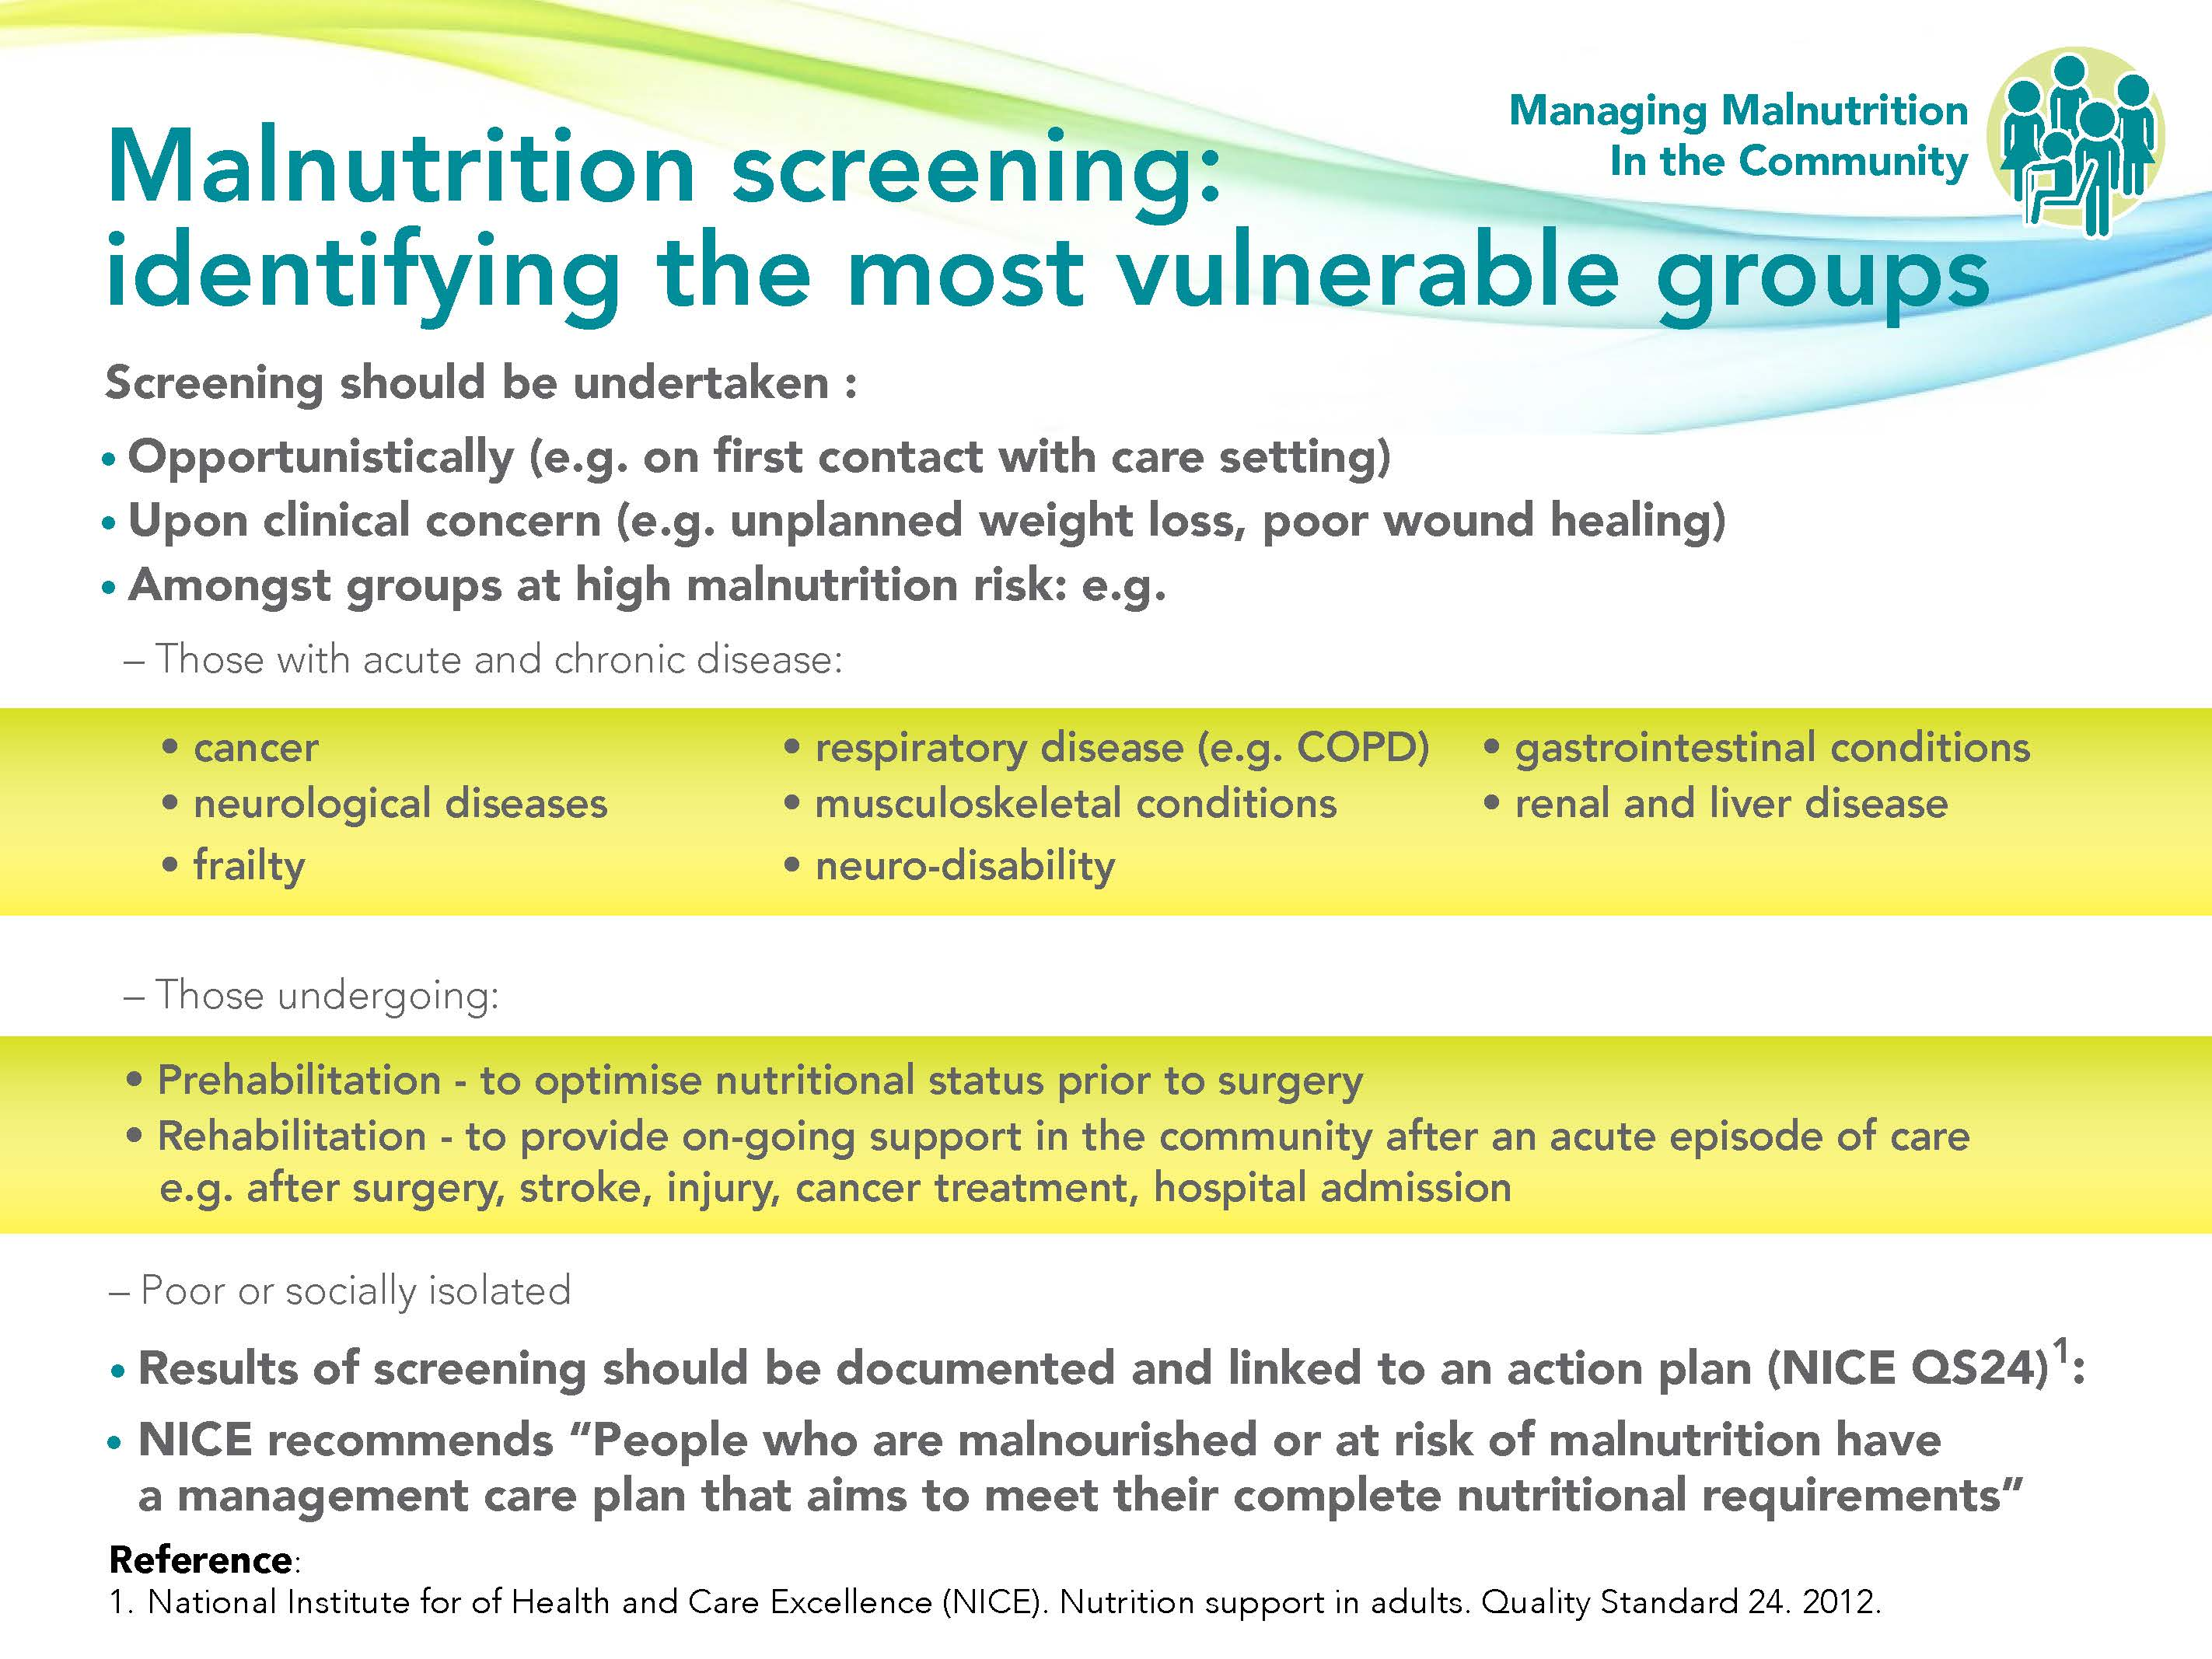 Managing Malnutrition
In the Community
Malnutrition screening:
identifying the most vulnerable groups
Screening should be undertaken :
• Opportunistically (e.g. on first contact with care setting)
• Upon clinical concern (e.g. unplanned weight loss, poor wound healing)
• Amongst groups at high malnutrition risk: e.g.
– Those with acute and chronic disease:
• cancer
• neurological diseases
• frailty
• respiratory disease (e.g. COPD)
• musculoskeletal conditions
• neuro-disability
• gastrointestinal conditions
• renal and liver disease
– Those undergoing:
• Prehabilitation - to optimise nutritional status prior to surgery
• Rehabilitation - to provide on-going support in the community after an acute episode of care
e.g. after surgery, stroke, injury, cancer treatment, hospital admission
– Poor or socially isolated
• Results of screening should be documented and linked to an action plan (NICE QS24)¹:
• NICE recommends “People who are malnourished or at risk of malnutrition have
a management care plan that aims to meet their complete nutritional requirements”
Reference:
1. National Institute for of Health and Care Excellence (NICE). Nutrition support in adults. Quality Standard 24. 2012.